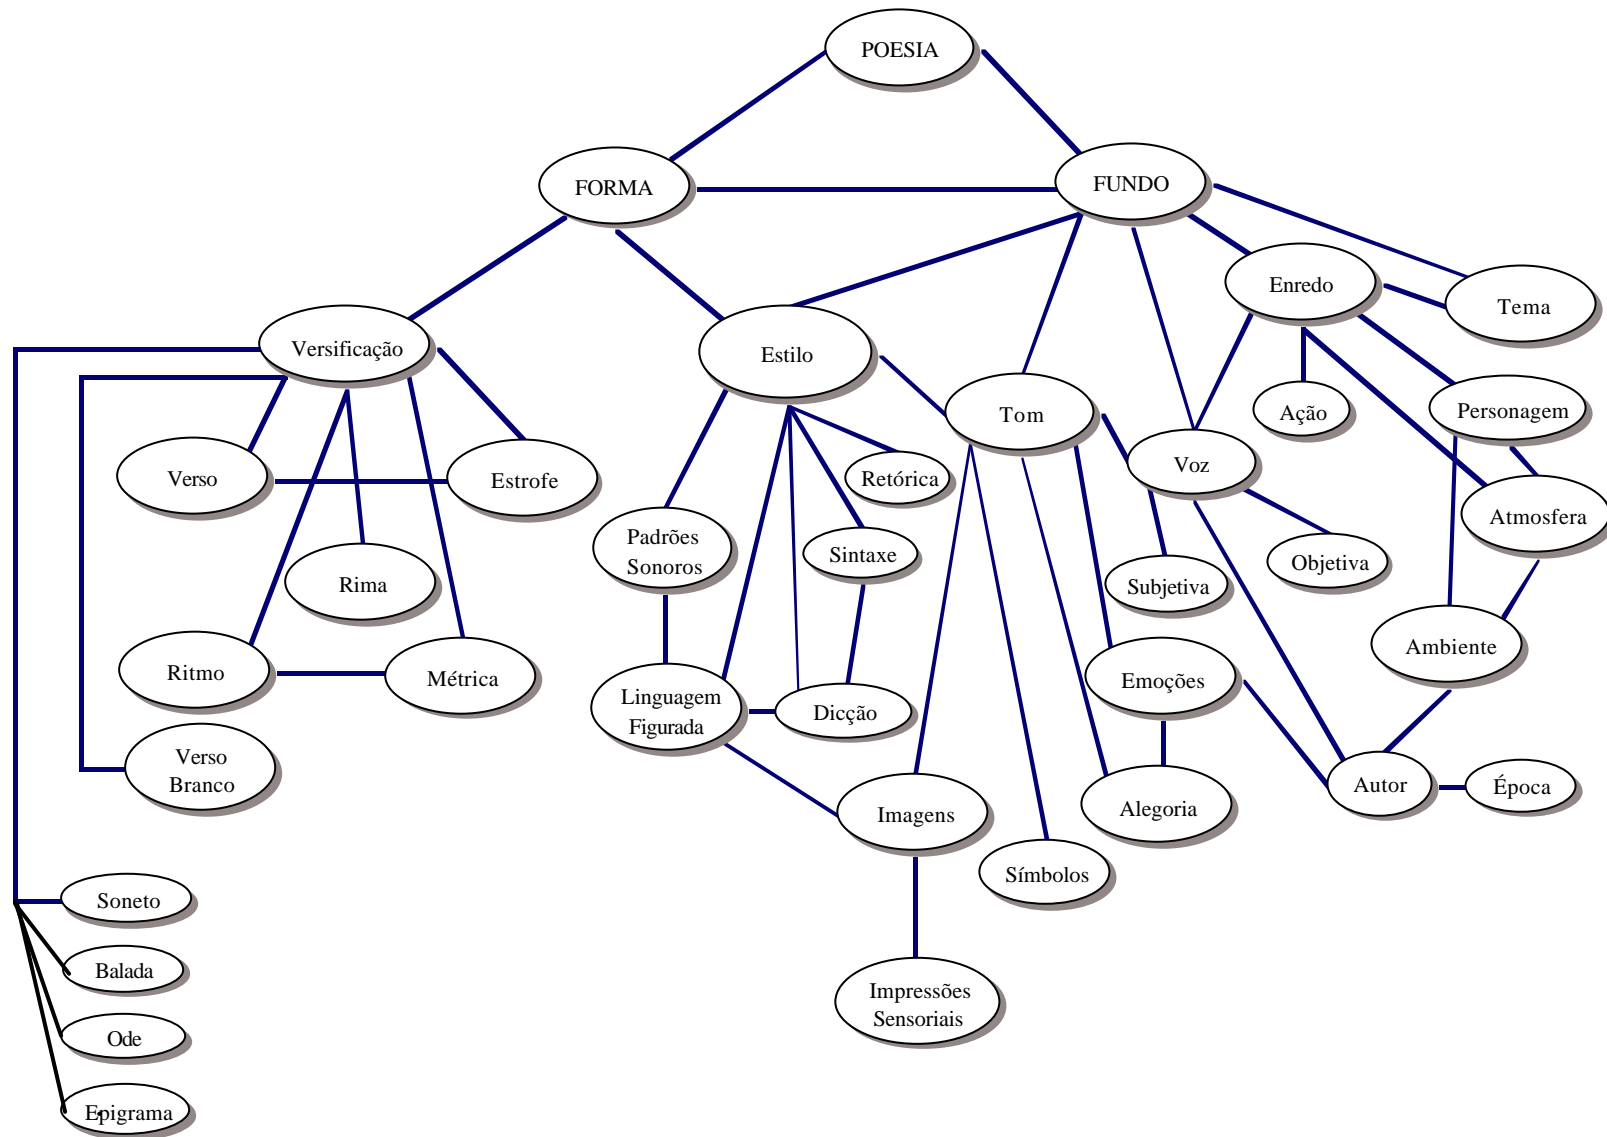 POESIA
FORMA
FUNDO
Enredo
Tema
Versificação
Estilo
Tom
Ação
Personagem
Verso
Estrofe
Retórica
Voz
Atmosfera
Padrões
Sonoros
Sintaxe
Objetiva
Rima
Subjetiva
Ritmo
Métrica
Ambiente
Emoções
Linguagem
Figurada
Dicção
Verso
Branco
Imagens
Alegoria
Autor
Época
Símbolos
Soneto
Balada
Impressões
Sensoriais
Ode
Epigrama